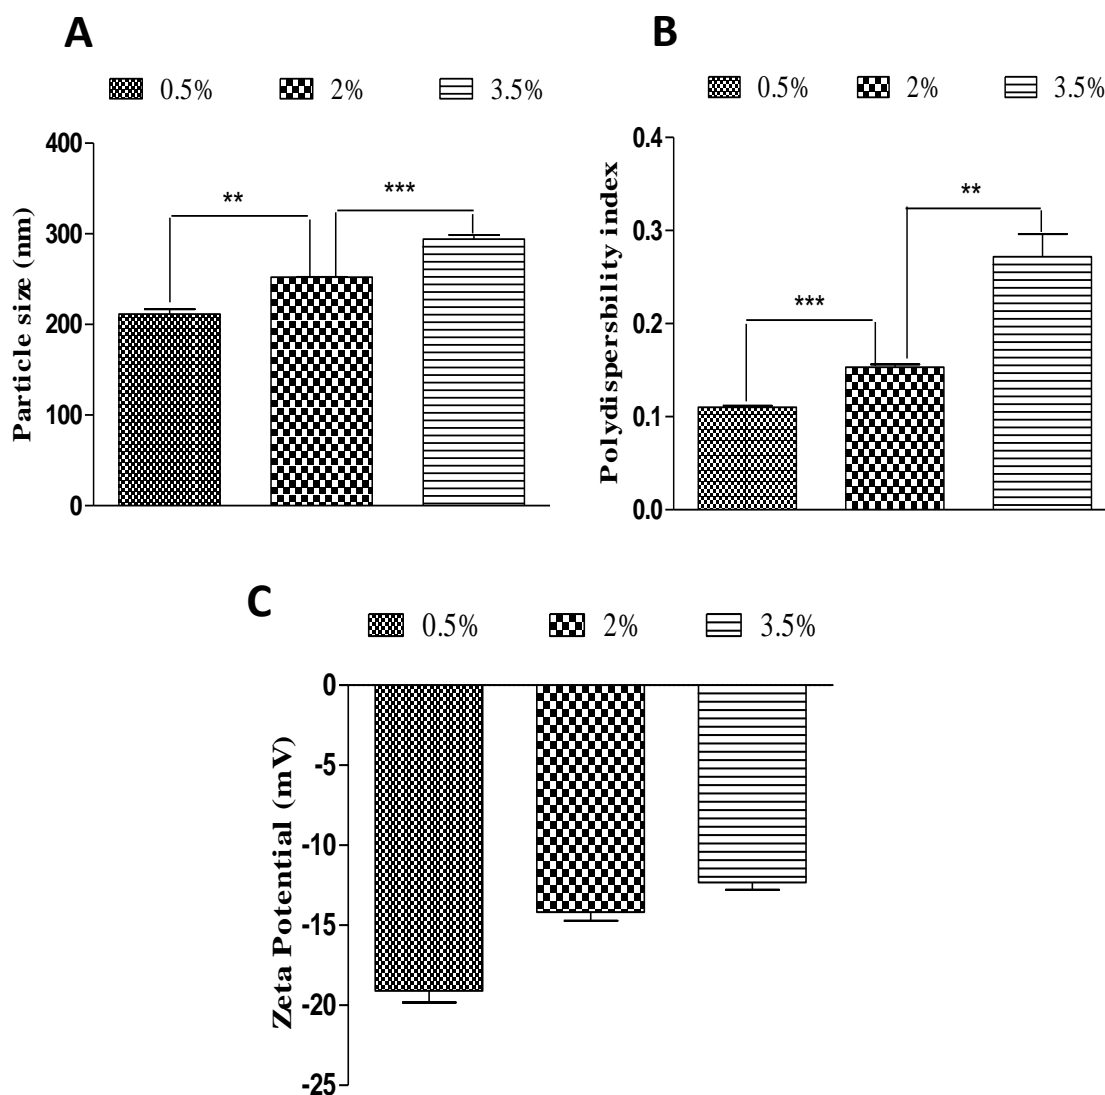 A
0.5% 2% 3.5%
Particle size (nm)
400
300
200
100
0
**
***
B
0.5% 2% 3.5%
Polydispersbility index
0.4
0.3
0.2
0.1
0.0
***
**
C
0.5% 2% 3.5%
Zeta Potential (mV)
0
-5
-10
-15
-20
-25